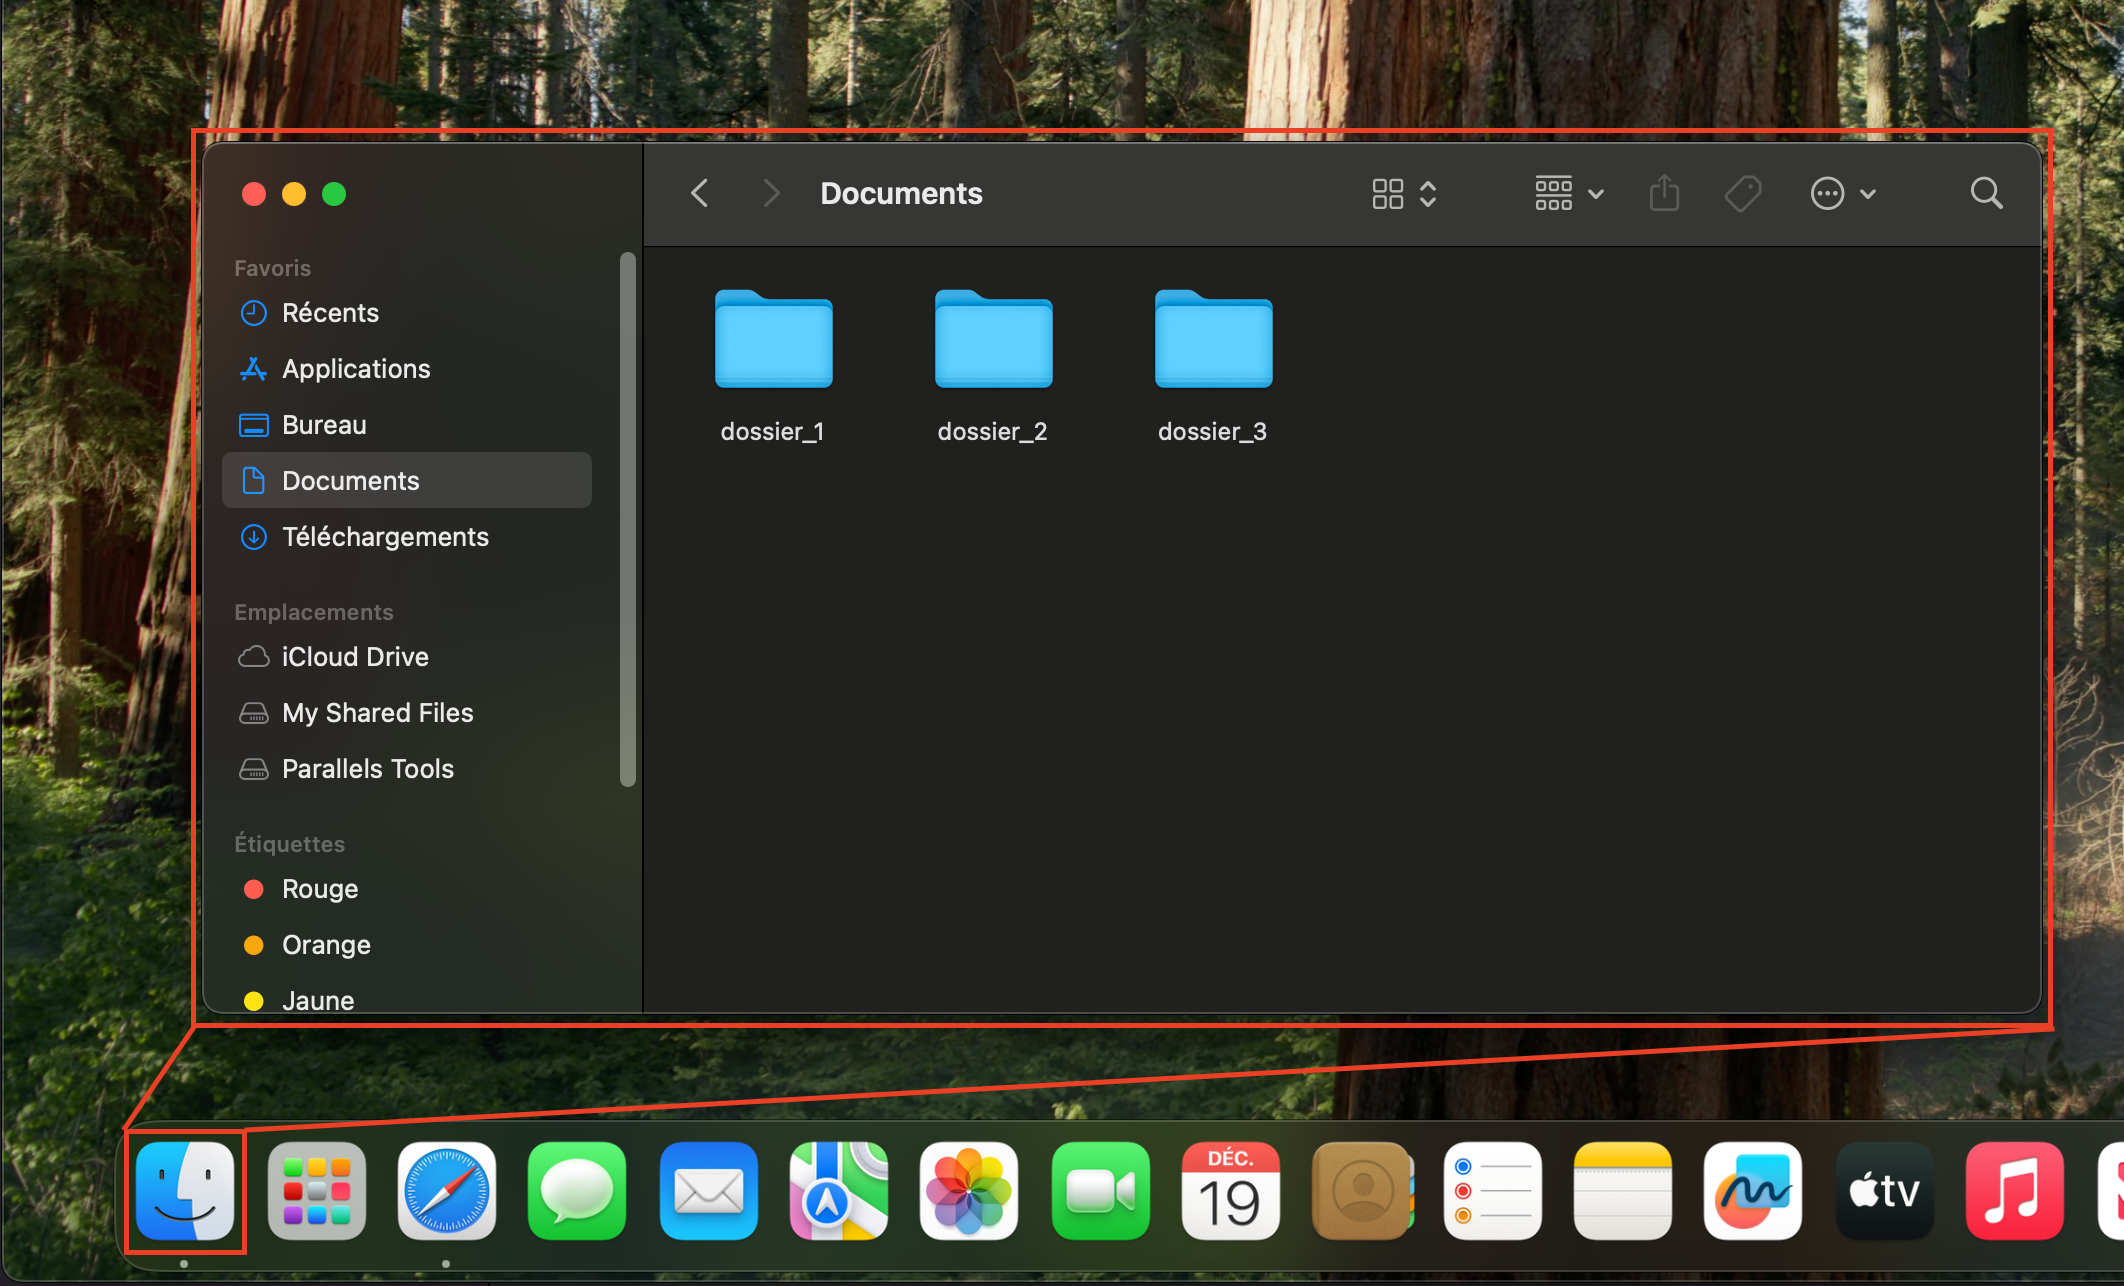 Documents
Favoris
Récents
Applications
Bureau
Documents
Téléchargements
Emplacements
iCloud Drive
My Shared Files
Parallels Tools
Étiquettes
Rouge
Orange
Jaune
dossier_1
dossier_2
dossier_3
DÉC.
19
tv